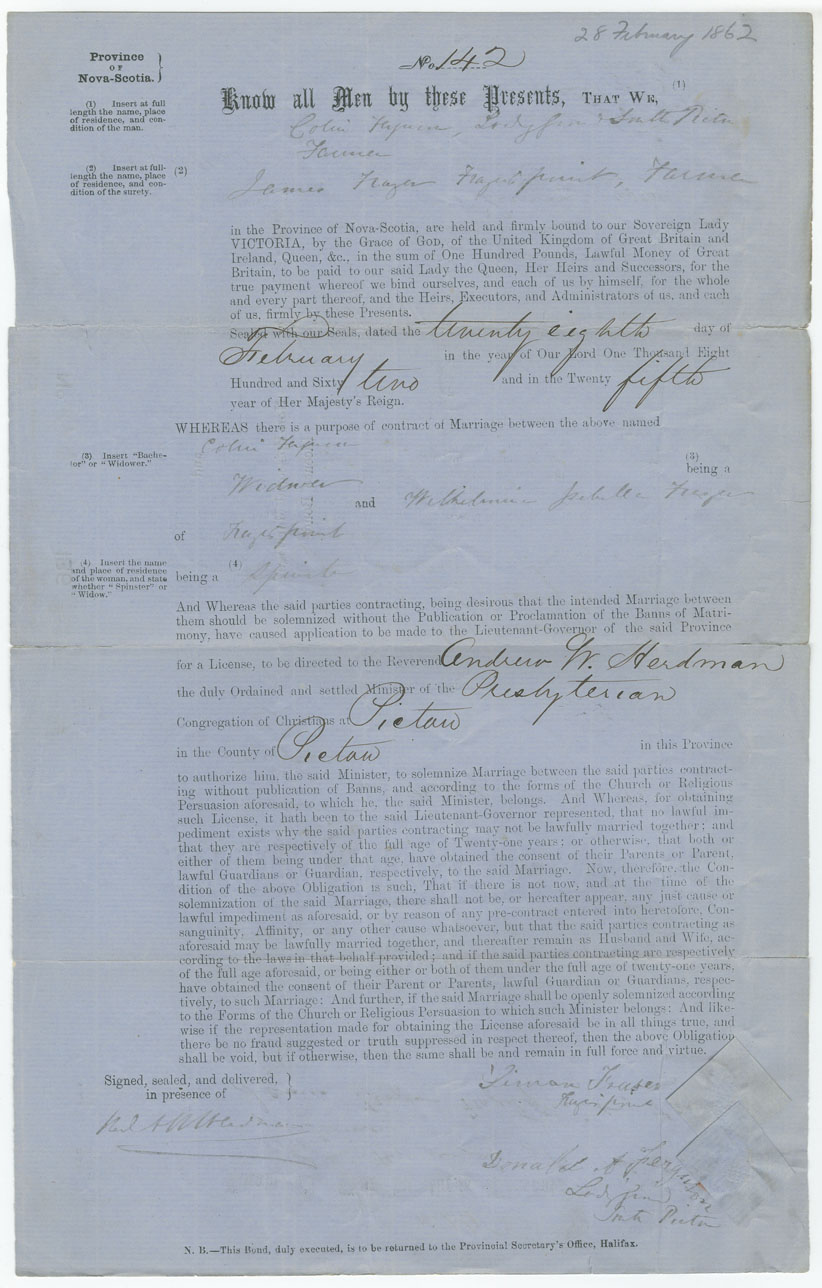 28 February 1862
No. 142
Province
OF
Nova-Scotia.
Know all Men by these Presents, THAT WE, (1)
(1) Insert at full
length the name, place
of residence, and con-
dition of the man.
Colin
Farmer
(2) Insert at full-
length the name, place
of residence, and con-
dition of the surety.
(2)
James Frazer Frazers point, Farmer
in the Province of Nova-Scotia, are held and firmly bound to our Sovereign Lady
VICTORIA, by the Grace of GOD, of the United Kingdom of Great Britain and
Ireland, Queen, &c., in the sum of One Hundred Pounds, Lawful Money of Great
Britain, to be paid to our said Lady the Queen, Her Heirs and Successors, for the
true payment whereof we bind ourselves, and each of us by himself, for the whole
and every part thereof, and the Heirs, Executors, and Administrators of us, and each
of us, firmly by these Presents.
Sealed with our Seals, dated the twenty eighth day of
February in the year of Our Lord One Thousand Eight
Hundred and Sixty two and in the Twenty fifth
year of Her Majesty's Reign.
WHEREAS there is a purpose of contract of Marriage between the above named
Colin
(3). Insert "Bache-
lor" or "Widower."
(3)
being a
Widower and Wilhelmina Isabella Frazer
of Frazers point
(4) Insert the name
and place of residence
of the woman, and state
whether "Spinster" or
"Widow."
(4)
being a
And Whereas the said parties contracting, being desirous that the intended Marriage between
them should be solemnized without the Publication or Proclamation of the Banns of Matri-
mony, have caused application to be made to the Lieutenant-Governor of the said Province
for a License, to be directed to the Reverend Andrew W. Herdman
the duly Ordained and settled Minister of the Presbyterian
Congregation of Christians at Pictou
in the County of Pictou in this Province
to authorize him, the said Minister, to solemnize Marriage between the said parties contract-
ing without publication of Banns, and according to the forms of the Church or Religious
Persuasion aforesaid, to which he, the said Minister, belongs. And Whereas, for obtaining
such License, it hath been to the said Lieutenant-Governor represented, that no lawful im-
pediment exists why the said parties contracting may not be lawfully married together; and
that they are respectively of the full age of Twenty-one years; or otherwise, that both or
either of them being under that age, have obtained the consent of their Parents or Parent,
lawful Guardians or Guardian, respectively, to the said Marriage. Now, therefore, the Con-
dition of the above Obligation is such, That if there is not now, and at the time of the
solemnization of the said Marriage, there shall not be, or hereafter appear, any just cause or
lawful impediment as aforesaid, or by reason of any pre-contract entered into heretofore, Con-
sanguinity, Affinity, or any other cause whatsoever, but that the said parties contracting as
aforesaid may be lawfully married together, and thereafter remain as Husband and Wife, ac-
cording to the laws in that behalf provided; and if the said parties contracting are respectively
of the full age aforesaid, or being either or both of them under the full age of twenty-one years,
have obtained the consent of their Parent or Parents, lawful Guardian or Guardians, respec-
tively, to such Marriage: And further, if the said Marriage shall be openly solemnized according
to the Forms of the Church or Religious Persuasion to which such Minister belongs: And like-
wise if the representation made for obtaining the License aforesaid be in all things true, and
there be no fraud suggested or truth suppressed in respect thereof, then the above Obligation
shall be void, but if otherwise, then the same shall be and remain in full force and virtue.
Signed, sealed, and delivered,
in presence of
Simon Fraser
Donald A Ferguson
N. B.—This Bond, duly executed, is to be returned to the Provincial Secretary's Office, Halifax.